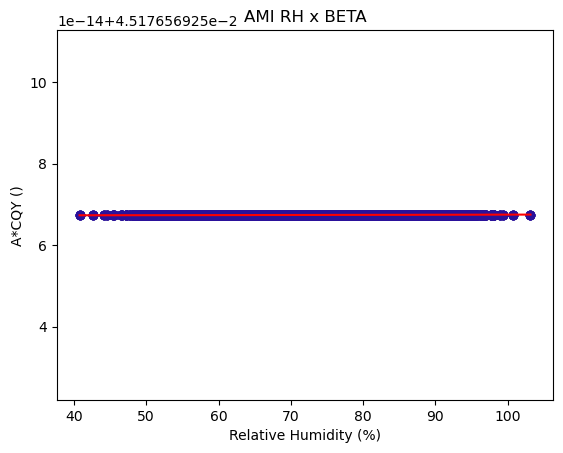 AMI RH x BETA
1e−14+4.517656925e−2
10
8
6
4
A*CQY ()
40 50 60 70 80 90 100
Relative Humidity (%)